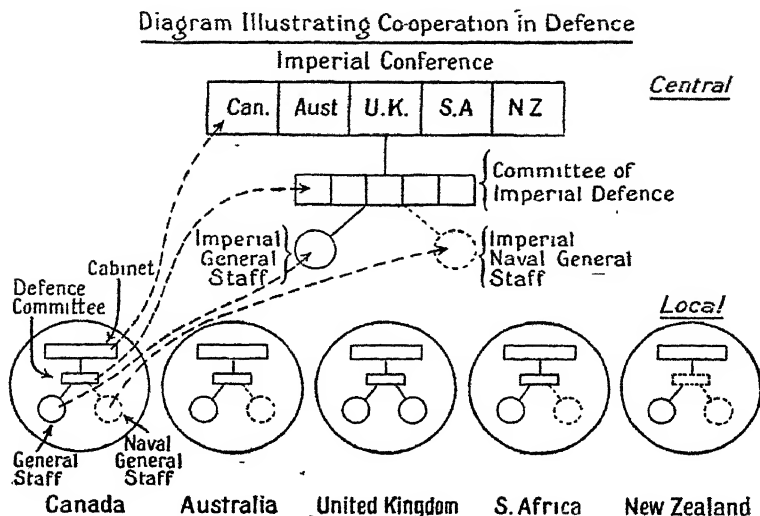 Diagram Illustrating Co-operation in Defence
Imperial Conference
Central
Can. Aust U.K. S.A NZ
Committee of
Imperial Defence
Imperial
General
Staff
Imperial
Naval General
Staff
Cabinet
Defence
Committee
Local
General
Staff
Naval
General
Staff
Canada Australia United Kingdom S. Africa New Zealand